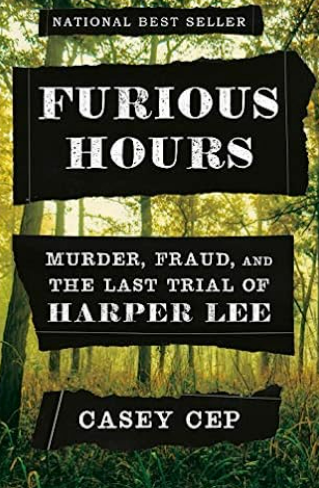 NATIONAL BEST SELLER
FURIOUS
HOURS
MURDER, FRAUD, AND
THE LAST TRIAL OF
HARPER LEE
CASEY CEP